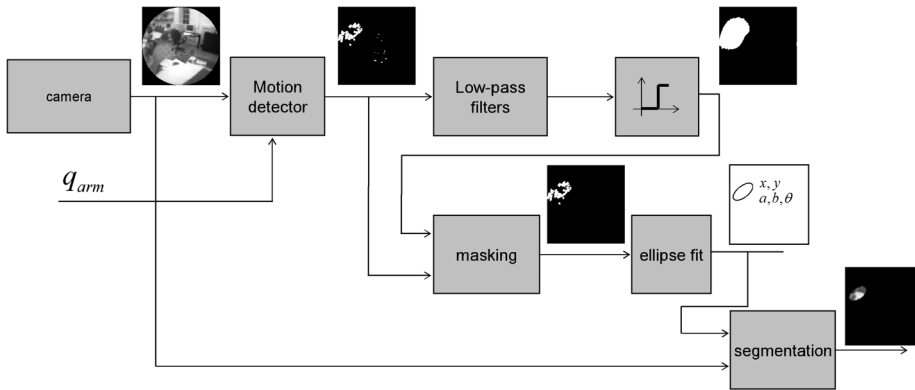 camera
Motion
detector
Low-pass
filters
q_arm
masking
ellipse fit
x, y
a, b, θ
segmentation